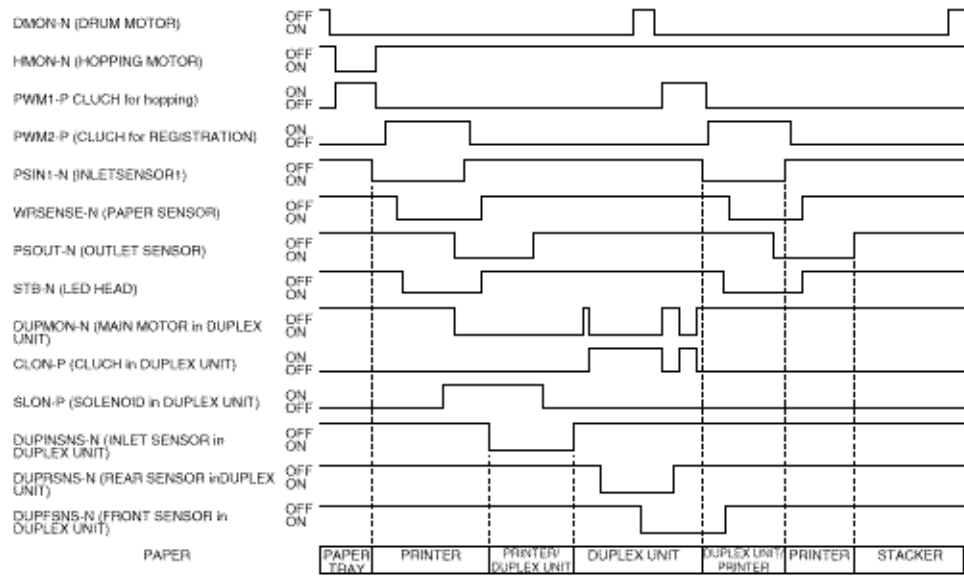 DMON-N (DRUM MOTOR)
OFF
ON
HMON-N (HOPPING MOTOR)
OFF
ON
PWM1-P CLUCH for hopping)
ON
OFF
PWM2-P (CLUCH for REGISTRATION)
ON
OFF
PSIN1-N (INLETSENSOR1)
OFF
ON
WRSENSE-N (PAPER SENSOR)
OFF
ON
PSOUT-N (OUTLET SENSOR)
OFF
ON
STB-N (LED HEAD)
OFF
ON
DUPMON-N (MAIN MOTOR in DUPLEX
UNIT)
OFF
ON
CLON-P (CLUCH in DUPLEX UNIT)
ON
OFF
SLON-P (SOLENOID in DUPLEX UNIT)
ON
OFF
DUPINSNS-N (INLET SENSOR in
DUPLEX UNIT)
OFF
ON
DUPRSNS-N (REAR SENSOR inDUPLEX
UNIT)
OFF
ON
DUPFSNS-N (FRONT SENSOR in
DUPLEX UNIT)
OFF
ON
PAPER
PAPER
TRAY
PRINTER
PRINTER/
DUPLEX UNIT
DUPLEX UNIT
DUPLEX UNIT/
PRINTER
PRINTER
STACKER